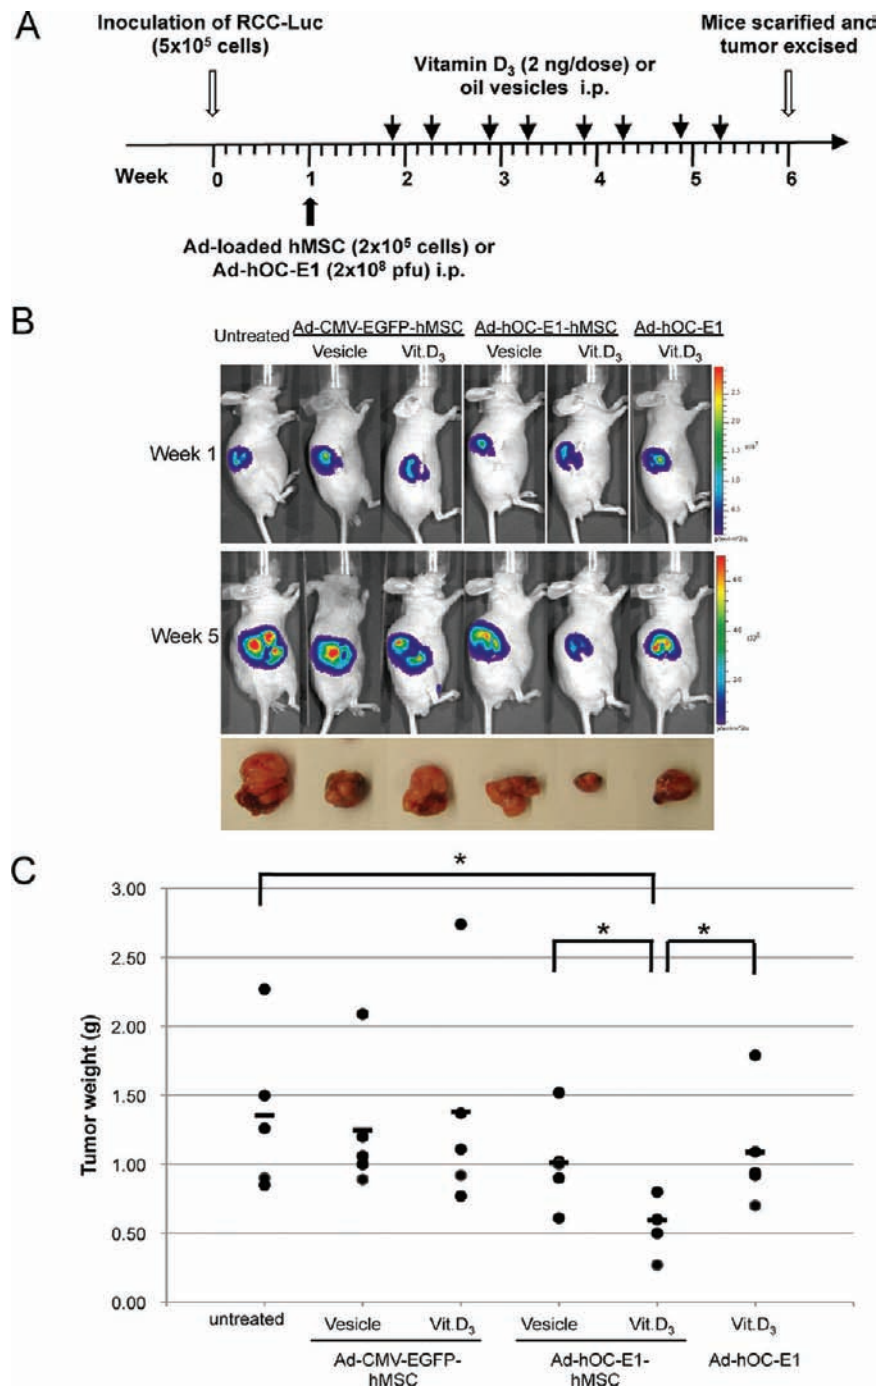 A
Inoculation of RCC-Luc
(5x10⁵ cells)
Mice scarified and
tumor excised
Vitamin D₃ (2 ng/dose) or
oil vesicles i.p.
Week 0 1 2 3 4 5 6
Ad-loaded hMSC (2x10⁵ cells) or
Ad-hOC-E1 (2x10⁸ pfu) i.p.
B
Untreated Ad-CMV-EGFP-hMSC Ad-hOC-E1-hMSC Ad-hOC-E1
Vesicle Vit.D₃ Vesicle Vit.D₃ Vit.D₃
Week 1
Week 5
60
40
20
C
* 
* *
3.00
2.50
2.00
1.50
1.00
0.50
0.00
Tumor weight (g)
untreated Vesicle Vit.D₃ Vesicle Vit.D₃ Vit.D₃
Ad-CMV-EGFP- Ad-hOC-E1- Ad-hOC-E1
hMSC hMSC